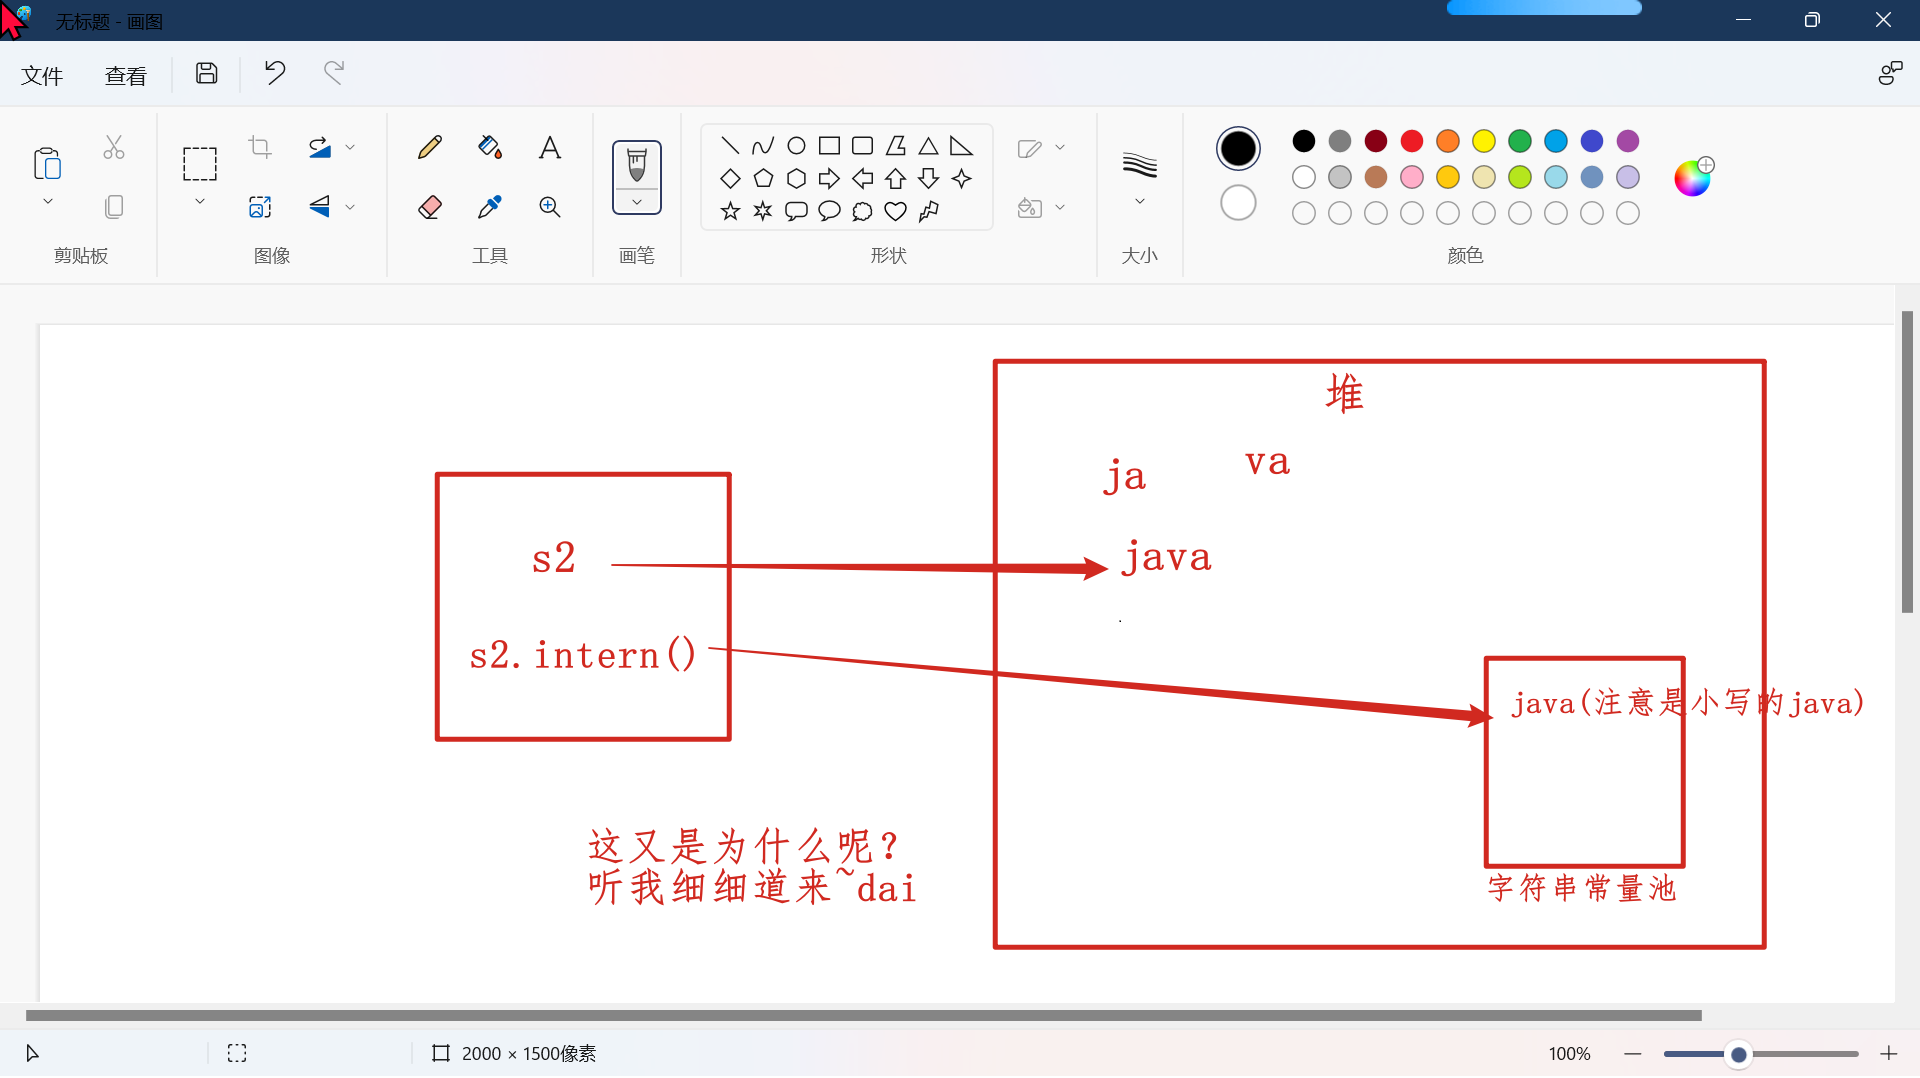 无标题 - 画图
文件 查看
剪贴板 图像 工具 画笔 形状 大小 颜色
堆
ja va
s2 java
s2.intern()
java(注意是小写的java)
这又是为什么呢?
听我细细道来~dai
字符串常量池
2000 × 1500像素 100%